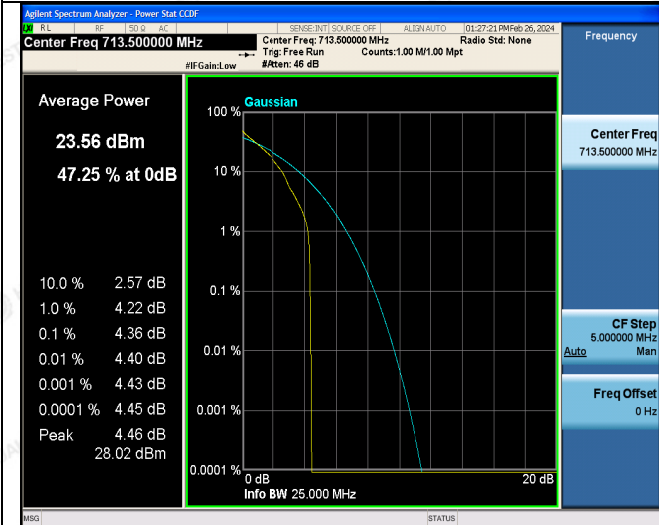 Agilent Spectrum Analyzer - Power Stat CCDF
RL RF 50 Ω AC SENSE:INT SOURCE OFF ALIGN AUTO 01:27:21 PM Feb 26, 2024
Center Freq 713.500000 MHz
Center Freq: 713.500000 MHz
Radio Std: None
Trig: Free Run
Counts:1.00 M/1.00 Mpt
#IFGain:Low
#Atten: 46 dB
Frequency
Average Power
23.56 dBm
47.25 % at 0dB
10.0 % 2.57 dB
1.0 % 4.22 dB
0.1 % 4.36 dB
0.01 % 4.40 dB
0.001 % 4.43 dB
0.0001 % 4.45 dB
Peak 4.46 dB
28.02 dBm
Gaussian
100 %
10 %
1 %
0.1 %
0.01 %
0.001 %
0.0001 %
0 dB
20 dB
Info BW 25.000 MHz
Center Freq
713.500000 MHz
CF Step
5.000000 MHz
Auto Man
Freq Offset
0 Hz
MSG
STATUS